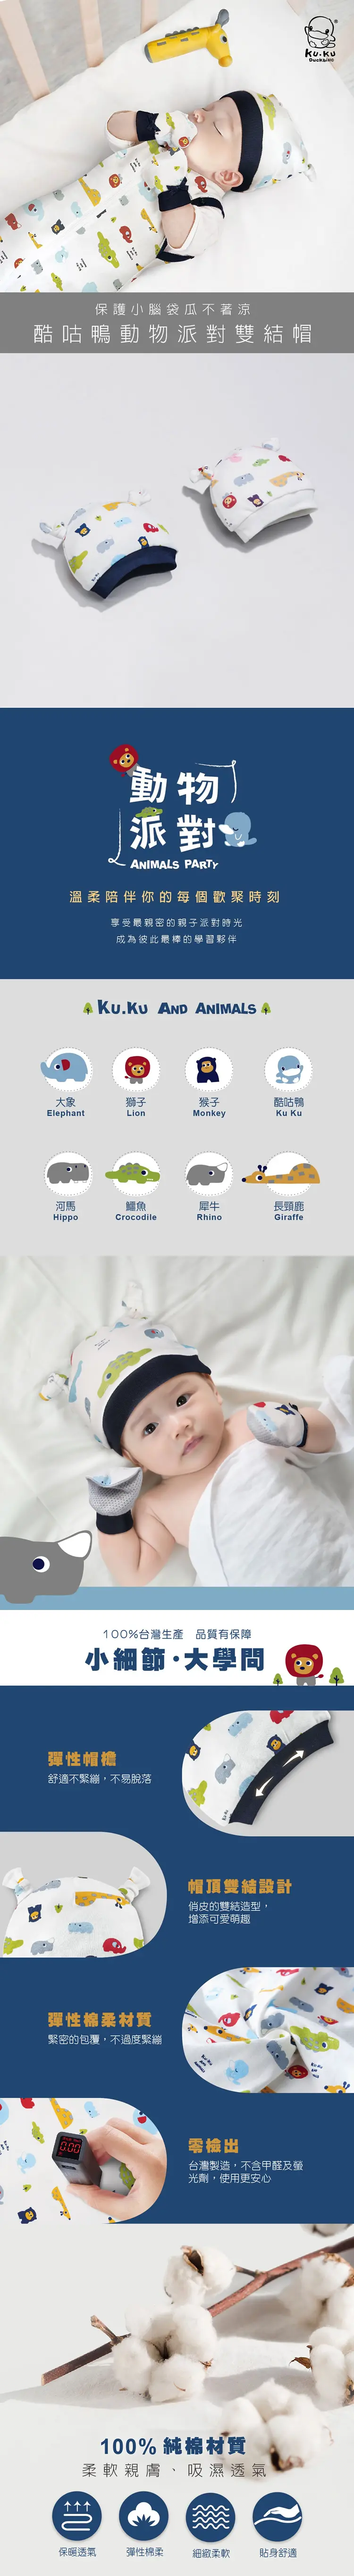 KU.KU
Duckbill®
保護小腦袋瓜不著涼
酷咕鴨動物派對雙結帽
動物
派對
ANIMALS PARTY
溫柔陪伴你的每個歡聚時刻
享受最親密的親子派對時光
成為彼此最棒的學習夥伴
KU.KU AND ANIMALS
大象
Elephant
獅子
Lion
猴子
Monkey
酷咕鴨
Ku Ku
河馬
Hippo
鱷魚
Crocodile
犀牛
Rhino
長頸鹿
Giraffe
100%台灣生產 品質有保障
小細節·大學問
彈性帽襠
舒適不緊繃，不易脫落
帽頂雙結設計
俏皮的雙結造型，
增添可愛萌趣
彈性棉柔材質
緊密的包覆，不過度緊繃
0.00
零檢出
台灣製造，不含甲醛及螢
光劑，使用更安心
100% 純棉材質
柔軟親膚、吸濕透氣
保暖透氣
彈性棉柔
細緻柔軟
貼身舒適